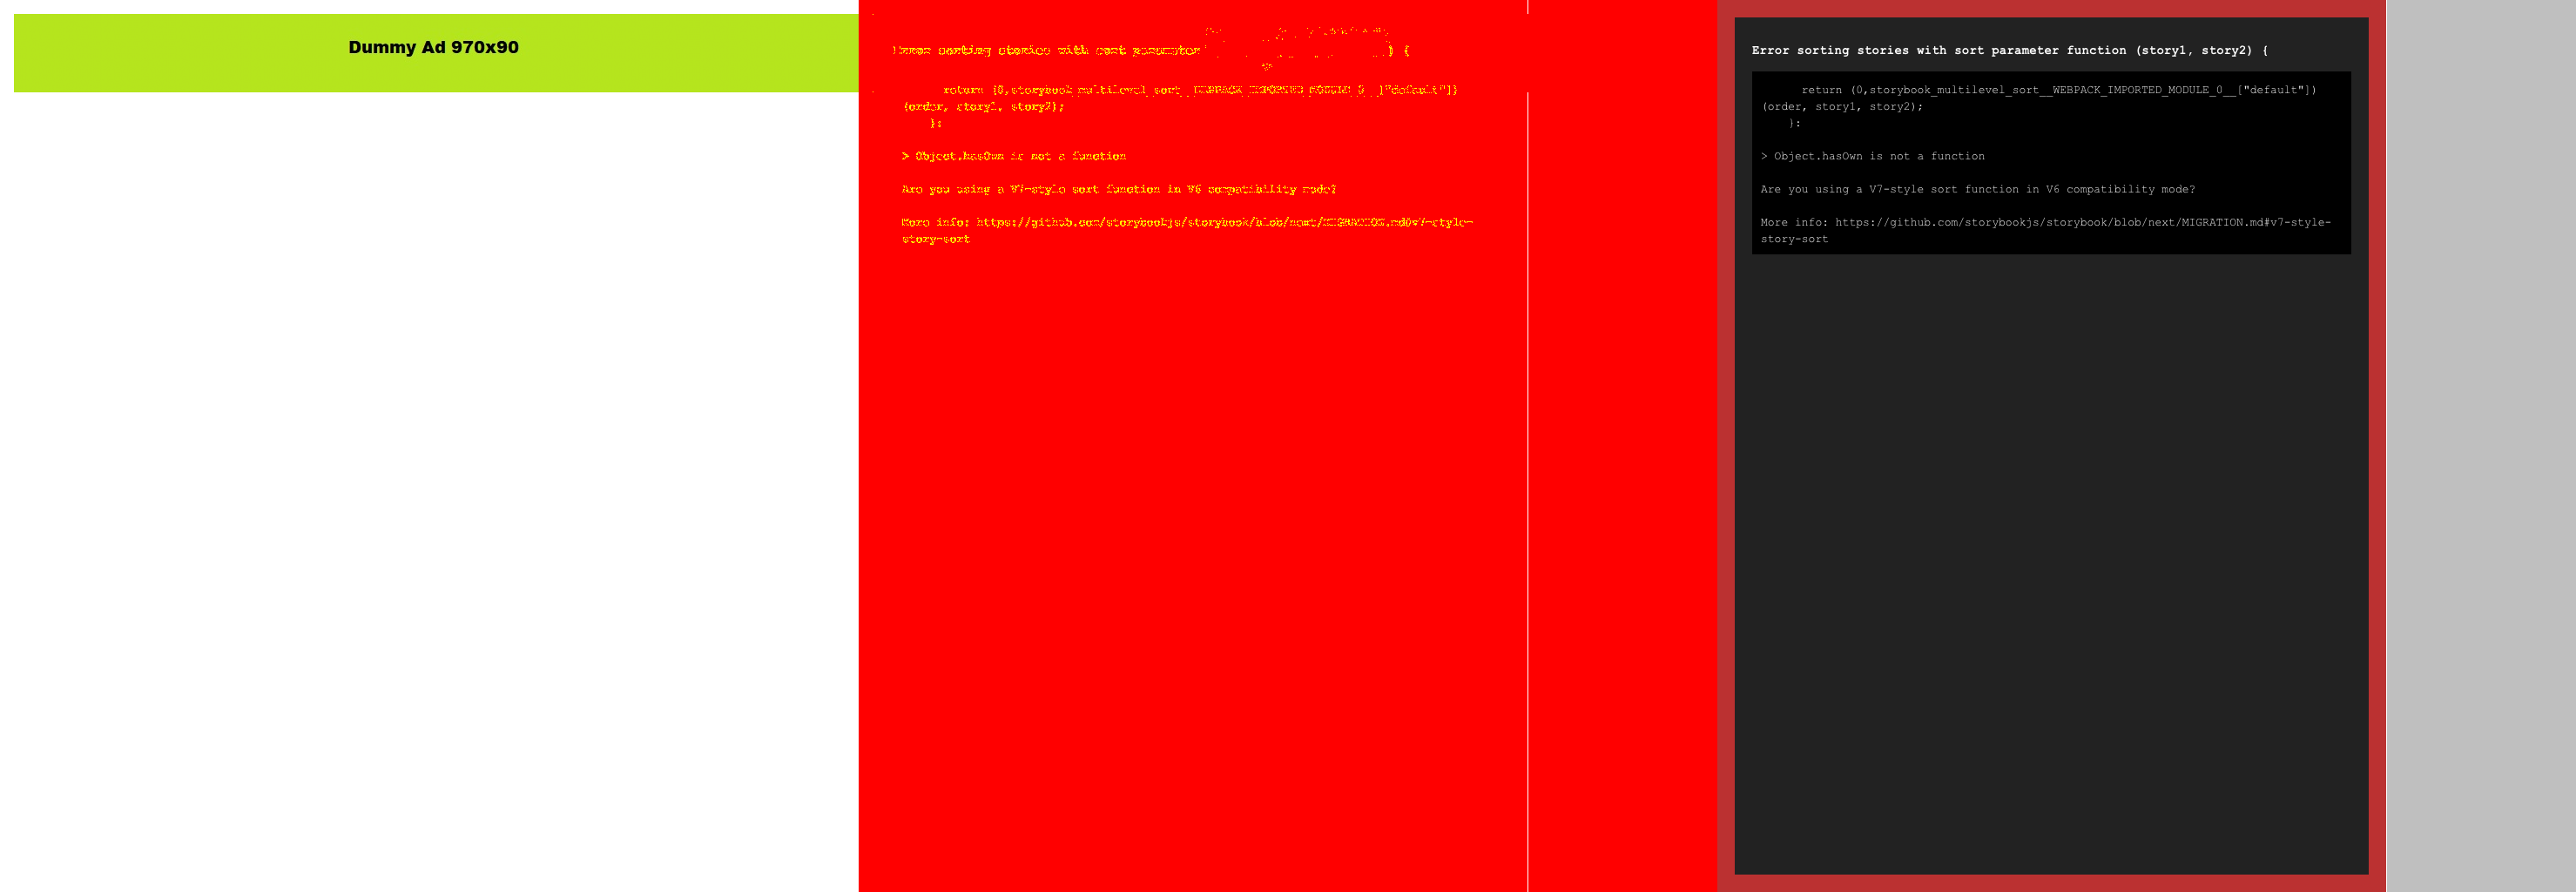 Dummy Ad 970x90
Error sorting stories with sort parameter ) {
return (0,storybook_multilevel_sort__WEBPACK_IMPORTED_MODULE_0__["default"])
(order, story1, story2);
};
> Object.hasOwn is not a function
Are you using a V7-style sort function in V6 compatibility mode?
More info: https://github.com/storybookjs/storybook/blob/next/MIGRATION.md#v7-style-
story-sort
Error sorting stories with sort parameter function (story1, story2) {
return (0,storybook_multilevel_sort__WEBPACK_IMPORTED_MODULE_0__["default"])
(order, story1, story2);
}:
> Object.hasOwn is not a function
Are you using a V7-style sort function in V6 compatibility mode?
More info: https://github.com/storybookjs/storybook/blob/next/MIGRATION.md#v7-style-
story-sort